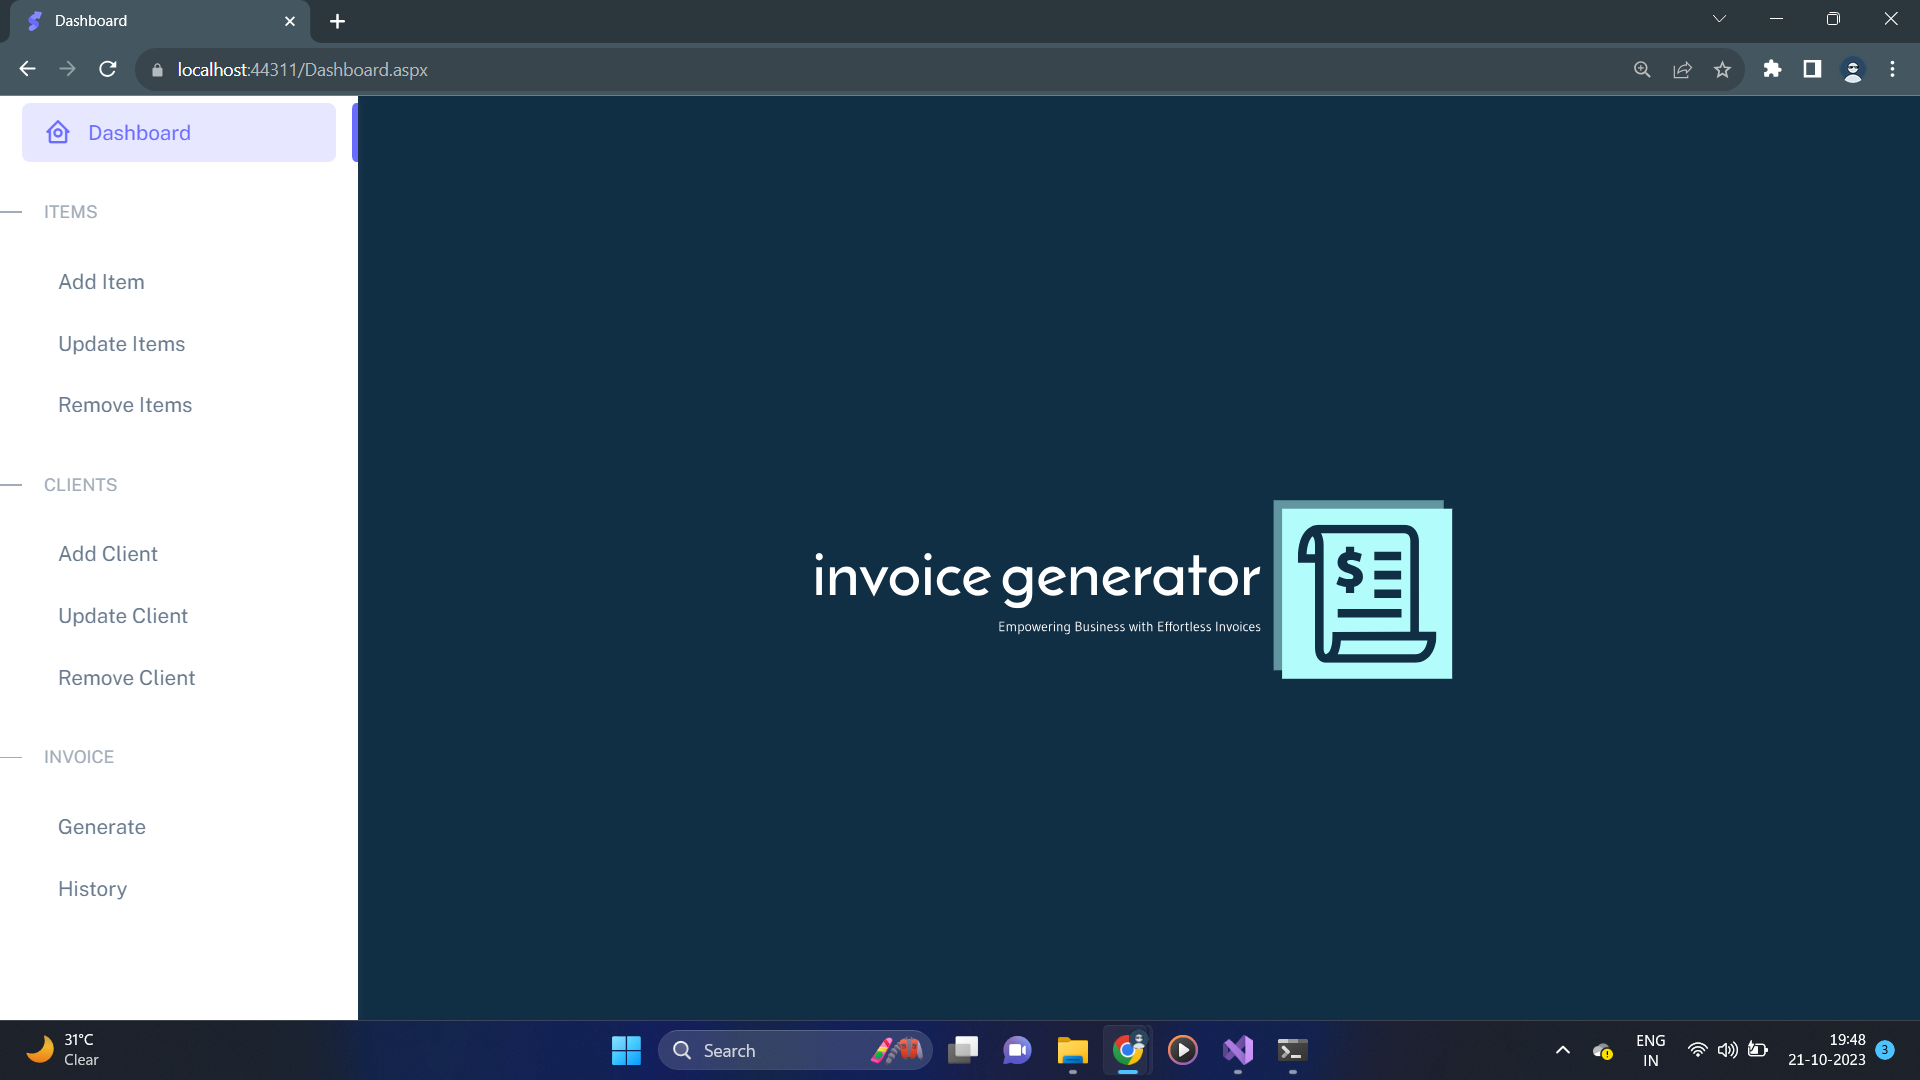 Dashboard
localhost:44311/Dashboard.aspx
Dashboard
ITEMS
Add Item
Update Items
Remove Items
CLIENTS
Add Client
Update Client
Remove Client
INVOICE
Generate
History
invoice generator
Empowering Business with Effortless Invoices
$
31°C
Clear
Search
ENG
IN
19:48
21-10-2023
3